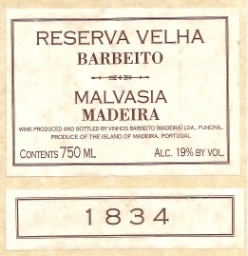 RESERVA VELHA
BARBEITO
MALVASIA
MADEIRA
WINE PRODUCED AND BOTTLED BY VINHOS BARBEITO (MADEIRA) LDA., FUNCHAL
PRODUCE OF THE ISLAND OF MADEIRA, PORTUGAL
CONTENTS 750 ML ALC. 19% BY VOL.
1834